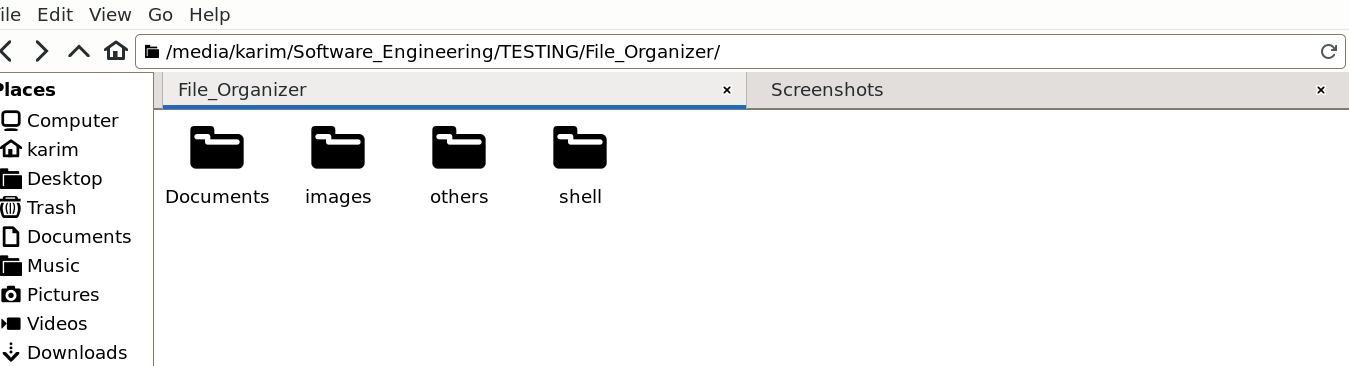 ile Edit View Go Help
/media/karim/Software_Engineering/TESTING/File_Organizer/
Places
File_Organizer × Screenshots ×
Computer
karim
Desktop
Trash
Documents
Music
Pictures
Videos
Downloads
Documents images others shell